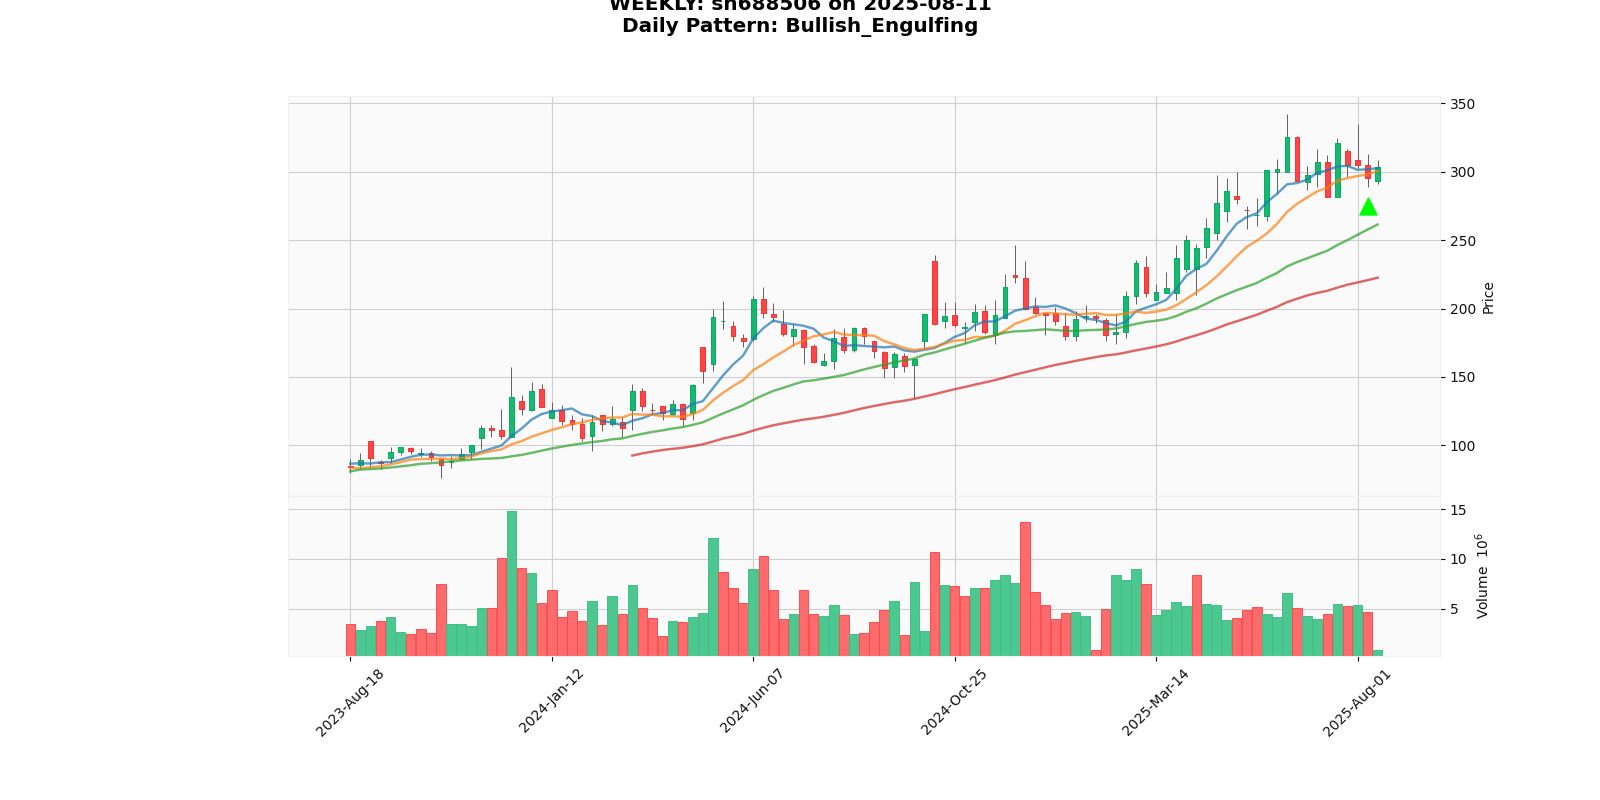 WEEKLY: sh688506 on 2025-08-11
Daily Pattern: Bullish_Engulfing
350
300
250
200
150
100
Price
15
10
5
Volume 10^6
2023-Aug-18
2024-Jan-12
2024-Jun-07
2024-Oct-25
2025-Mar-14
2025-Aug-01